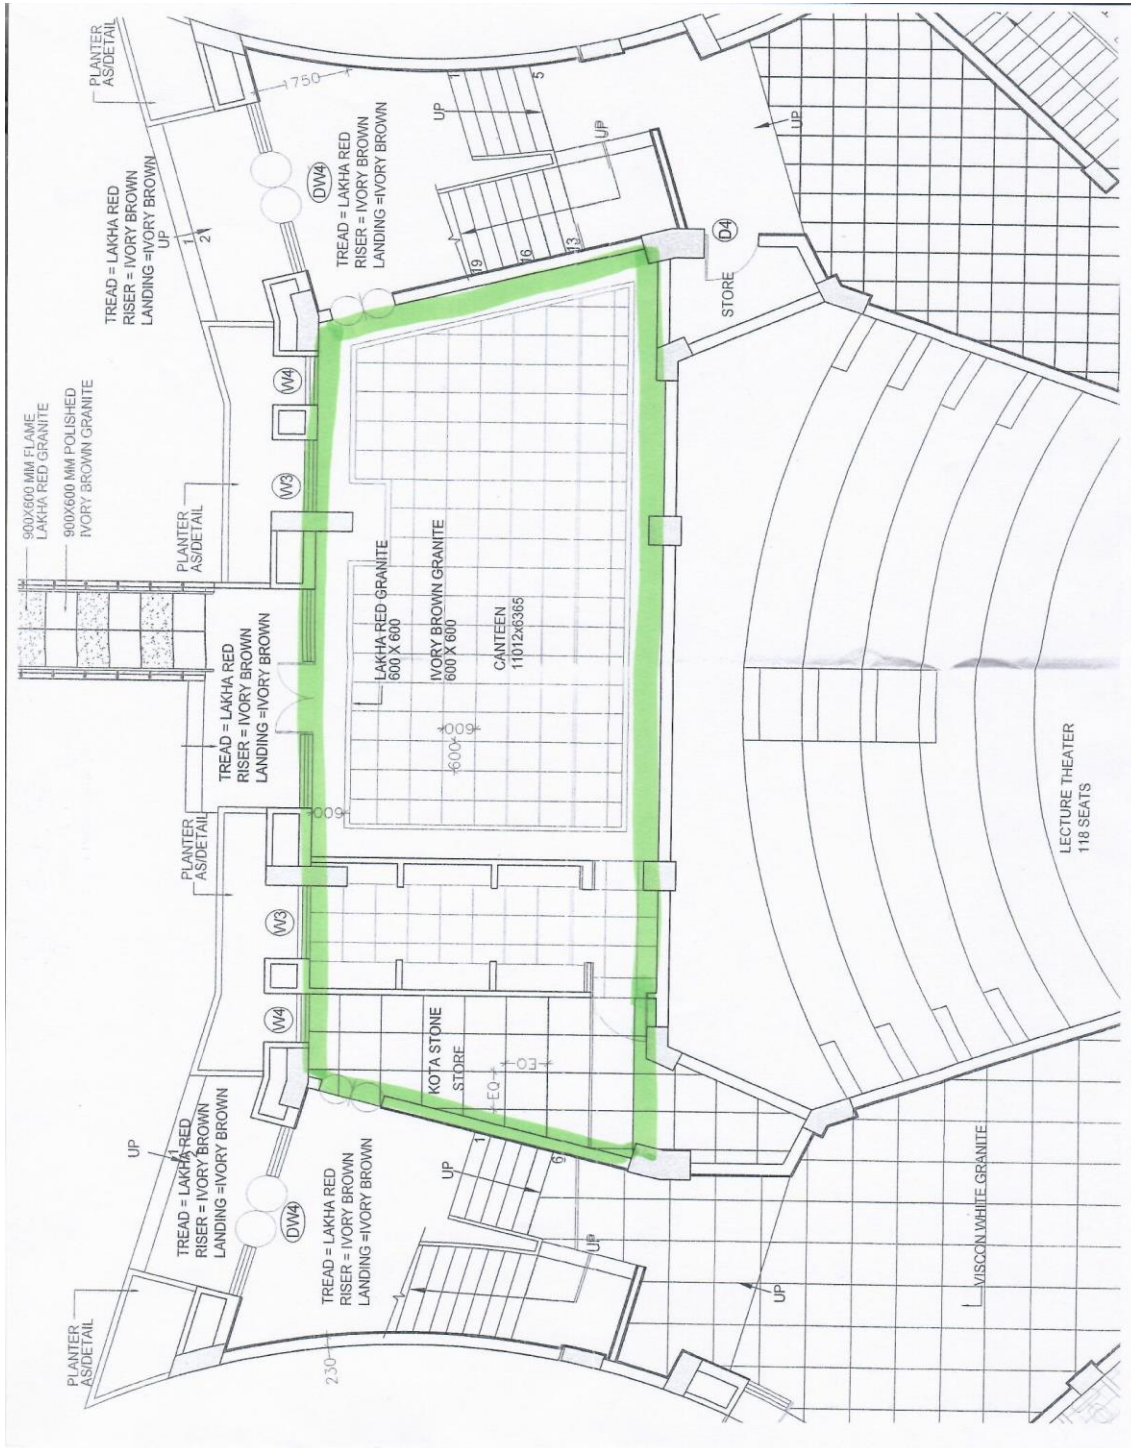 900X600 MM FLAME
LAKHA RED GRANITE
900X600 MM POLISHED
IVORY BROWN GRANITE
PLANTER
AS/DETAIL
PLANTER
AS/DETAIL
UP
1
TREAD = LAKHA RED
RISER = IVORY BROWN
LANDING =IVORY BROWN
TREAD = LAKHA RED
RISER = IVORY BROWN
LANDING =IVORY BROWN
UP
1
2
PLANTER
AS/DETAIL
PLANTER
AS/DETAIL
TREAD = LAKHA RED
RISER = IVORY BROWN
LANDING =IVORY BROWN
W4
W3
W3
W4
DW4
DW4
1750
230
TREAD = LAKHA RED
RISER = IVORY BROWN
LANDING =IVORY BROWN
TREAD = LAKHA RED
RISER = IVORY BROWN
LANDING =IVORY BROWN
600
LAKHA RED GRANITE
600 X 600
IVORY BROWN GRANITE
600 X 600
CANTEEN
11012x6365
600
600
KOTA STONE
STORE
EQ
EQ
UP
1
6
UP
UP
1
5
UP
19
16
13
D4
STORE
UP
UP
VISCON WHITE GRANITE
LECTURE THEATER
118 SEATS